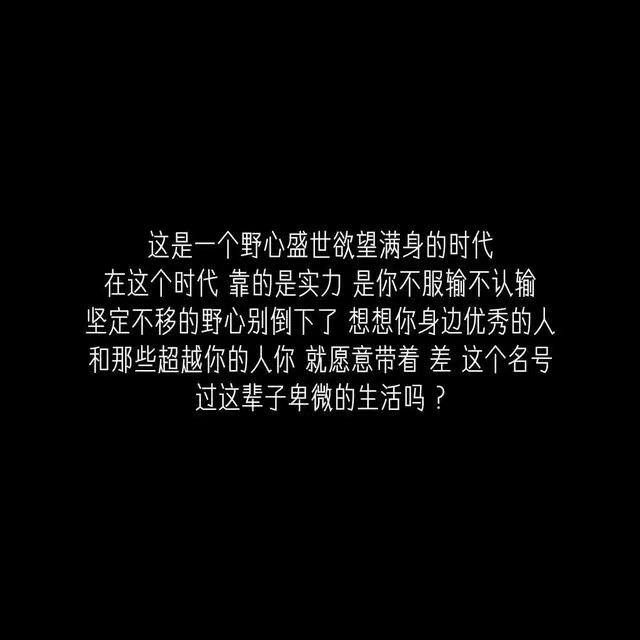 这是一个野心盛世欲望满身的时代
在这个时代 靠的是实力 是你不服输不认输
坚定不移的野心别倒下了 想想你身边优秀的人
和那些超越你的人你 就愿意带着 差 这个名号
过这辈子卑微的生活吗？